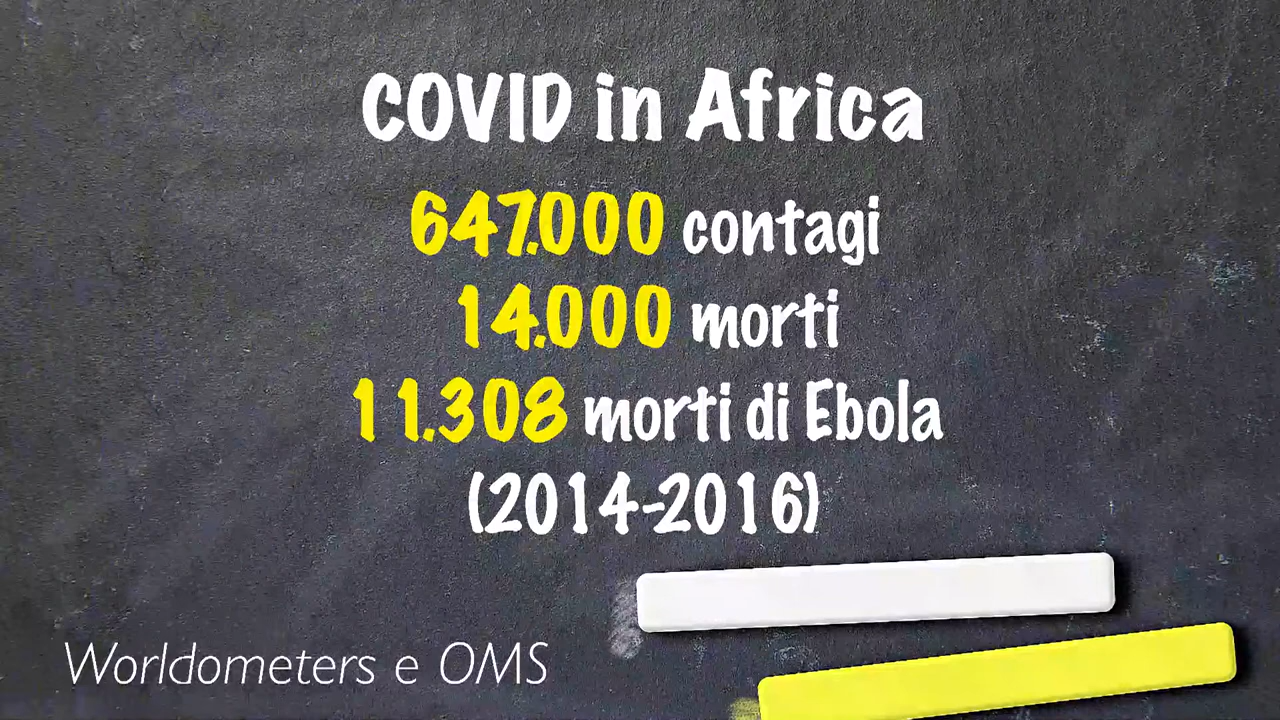 COVID in Africa
647.000 contagi
14.000 morti
11.308 morti di Ebola
(2014-2016)
Worldometers e OMS